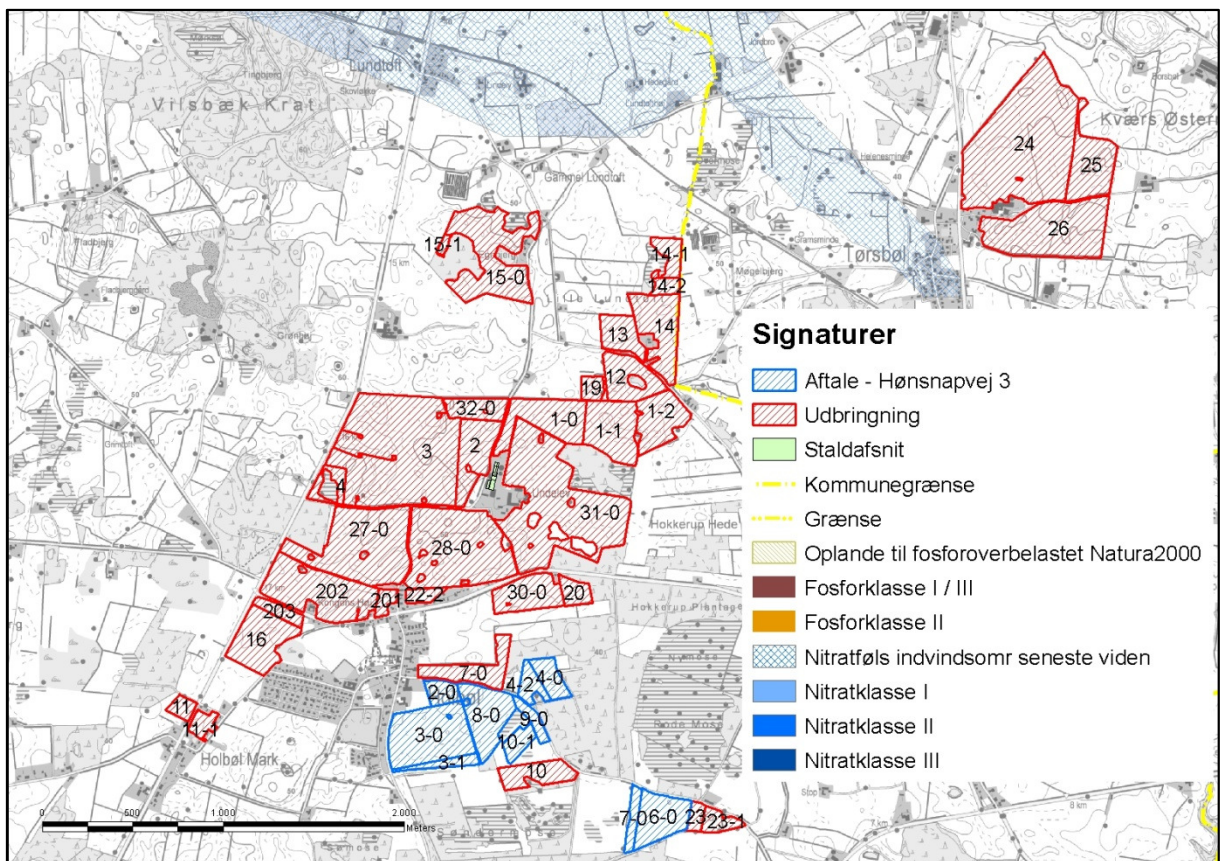 Lundtoft
Vilsbæk Krat
Gammel Lundtoft
Kværs Østerm
24
25
26
Tørsbøl
15-1
15-0
14-1
14-2
14
13
12
19
32-0
1-0
1-1
1-2
2
3
4
Undelev
31-0
Hokkerup Hede
27-0
28-0
202
201
22-2
30-0
20
203
16
7-0
4-2
4-0
2-0
8-0
9-0
3-0
10-1
3-1
11
11-1
Holbøl Mark
10
7-0
6-0
23
23-1
Signaturer
Aftale - Hønsnapvej 3
Udbringning
Staldafsnit
Kommunegrænse
Grænse
Oplande til fosforoverbelastet Natura2000
Fosforklasse I / III
Fosforklasse II
Nitratføls indvindsomr seneste viden
Nitratklasse I
Nitratklasse II
Nitratklasse III
0 500 1.000 2.000
Meters